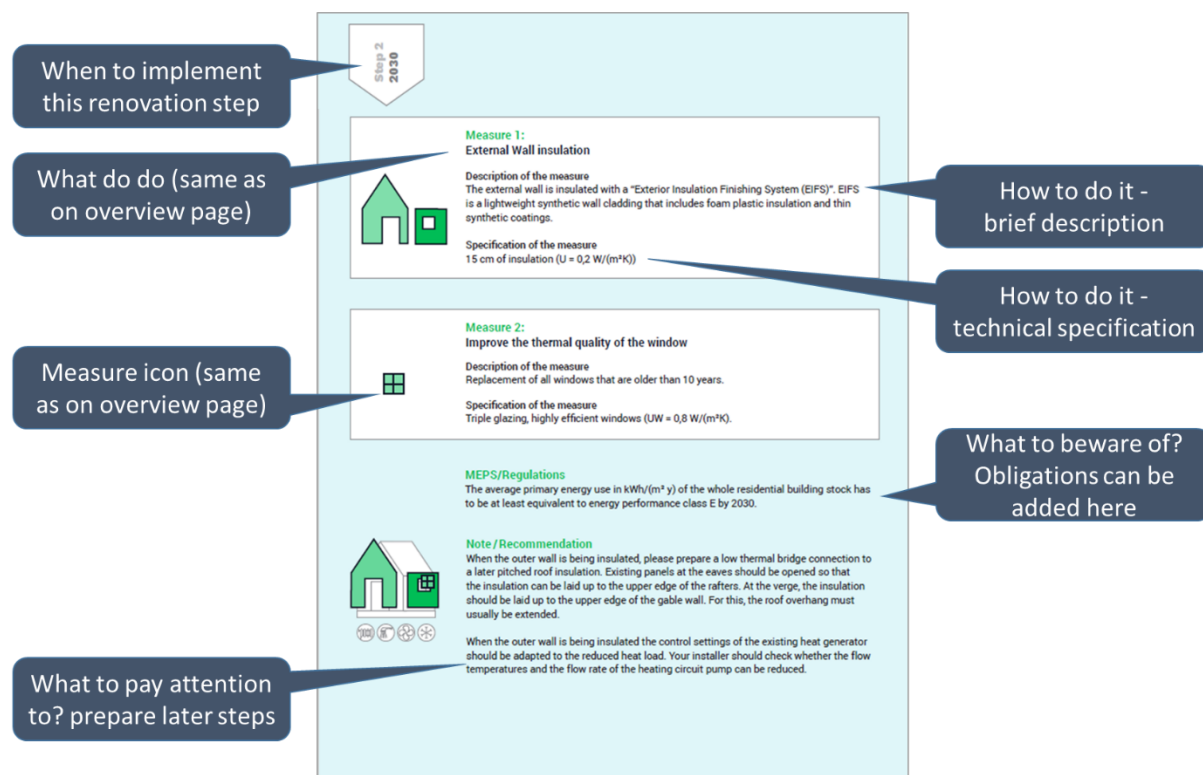 When to implement
this renovation step
What do do (same as
on overview page)
Measure icon (same
as on overview page)
What to pay attention
to? prepare later steps
Step 2
2030
Measure 1:
External Wall insulation
Description of the measure
The external wall is insulated with a “Exterior Insulation Finishing System (EIFS)”. EIFS
is a lightweight synthetic wall cladding that includes foam plastic insulation and thin
synthetic coatings.
Specification of the measure
15 cm of insulation (U = 0,2 W/(m²K))
Measure 2:
Improve the thermal quality of the window
Description of the measure
Replacement of all windows that are older than 10 years.
Specification of the measure
Triple glazing, highly efficient windows (UW = 0,8 W/(m²K).
MEPS/Regulations
The average primary energy use in kWh/(m² y) of the whole residential building stock has
to be at least equivalent to energy performance class E by 2030.
Note/Recommendation
When the outer wall is being insulated, please prepare a low thermal bridge connection to
a later pitched roof insulation. Existing panels at the eaves should be opened so that
the insulation can be laid up to the upper edge of the rafters. At the verge, the insulation
should be laid up to the upper edge of the gable wall. For this, the roof overhang must
usually be extended.
When the outer wall is being insulated the control settings of the existing heat generator
should be adapted to the reduced heat load. Your installer should check whether the flow
temperatures and the flow rate of the heating circuit pump can be reduced.
How to do it -
brief description
How to do it -
technical specification
What to beware of?
Obligations can be
added here